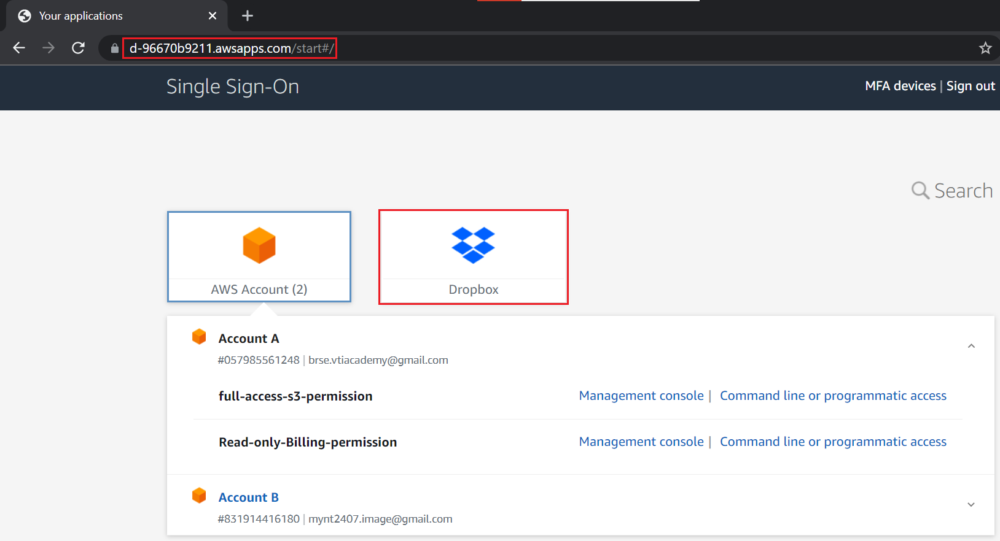 Your applications
d-96670b9211.awsapps.com/start#/
Single Sign-On
MFA devices | Sign out
Search
AWS Account (2)
Dropbox
Account A
#057985561248 | brse.vtiacademy@gmail.com
full-access-s3-permission
Management console | Command line or programmatic access
Read-only-Billing-permission
Management console | Command line or programmatic access
Account B
#831914416180 | mynt2407.image@gmail.com